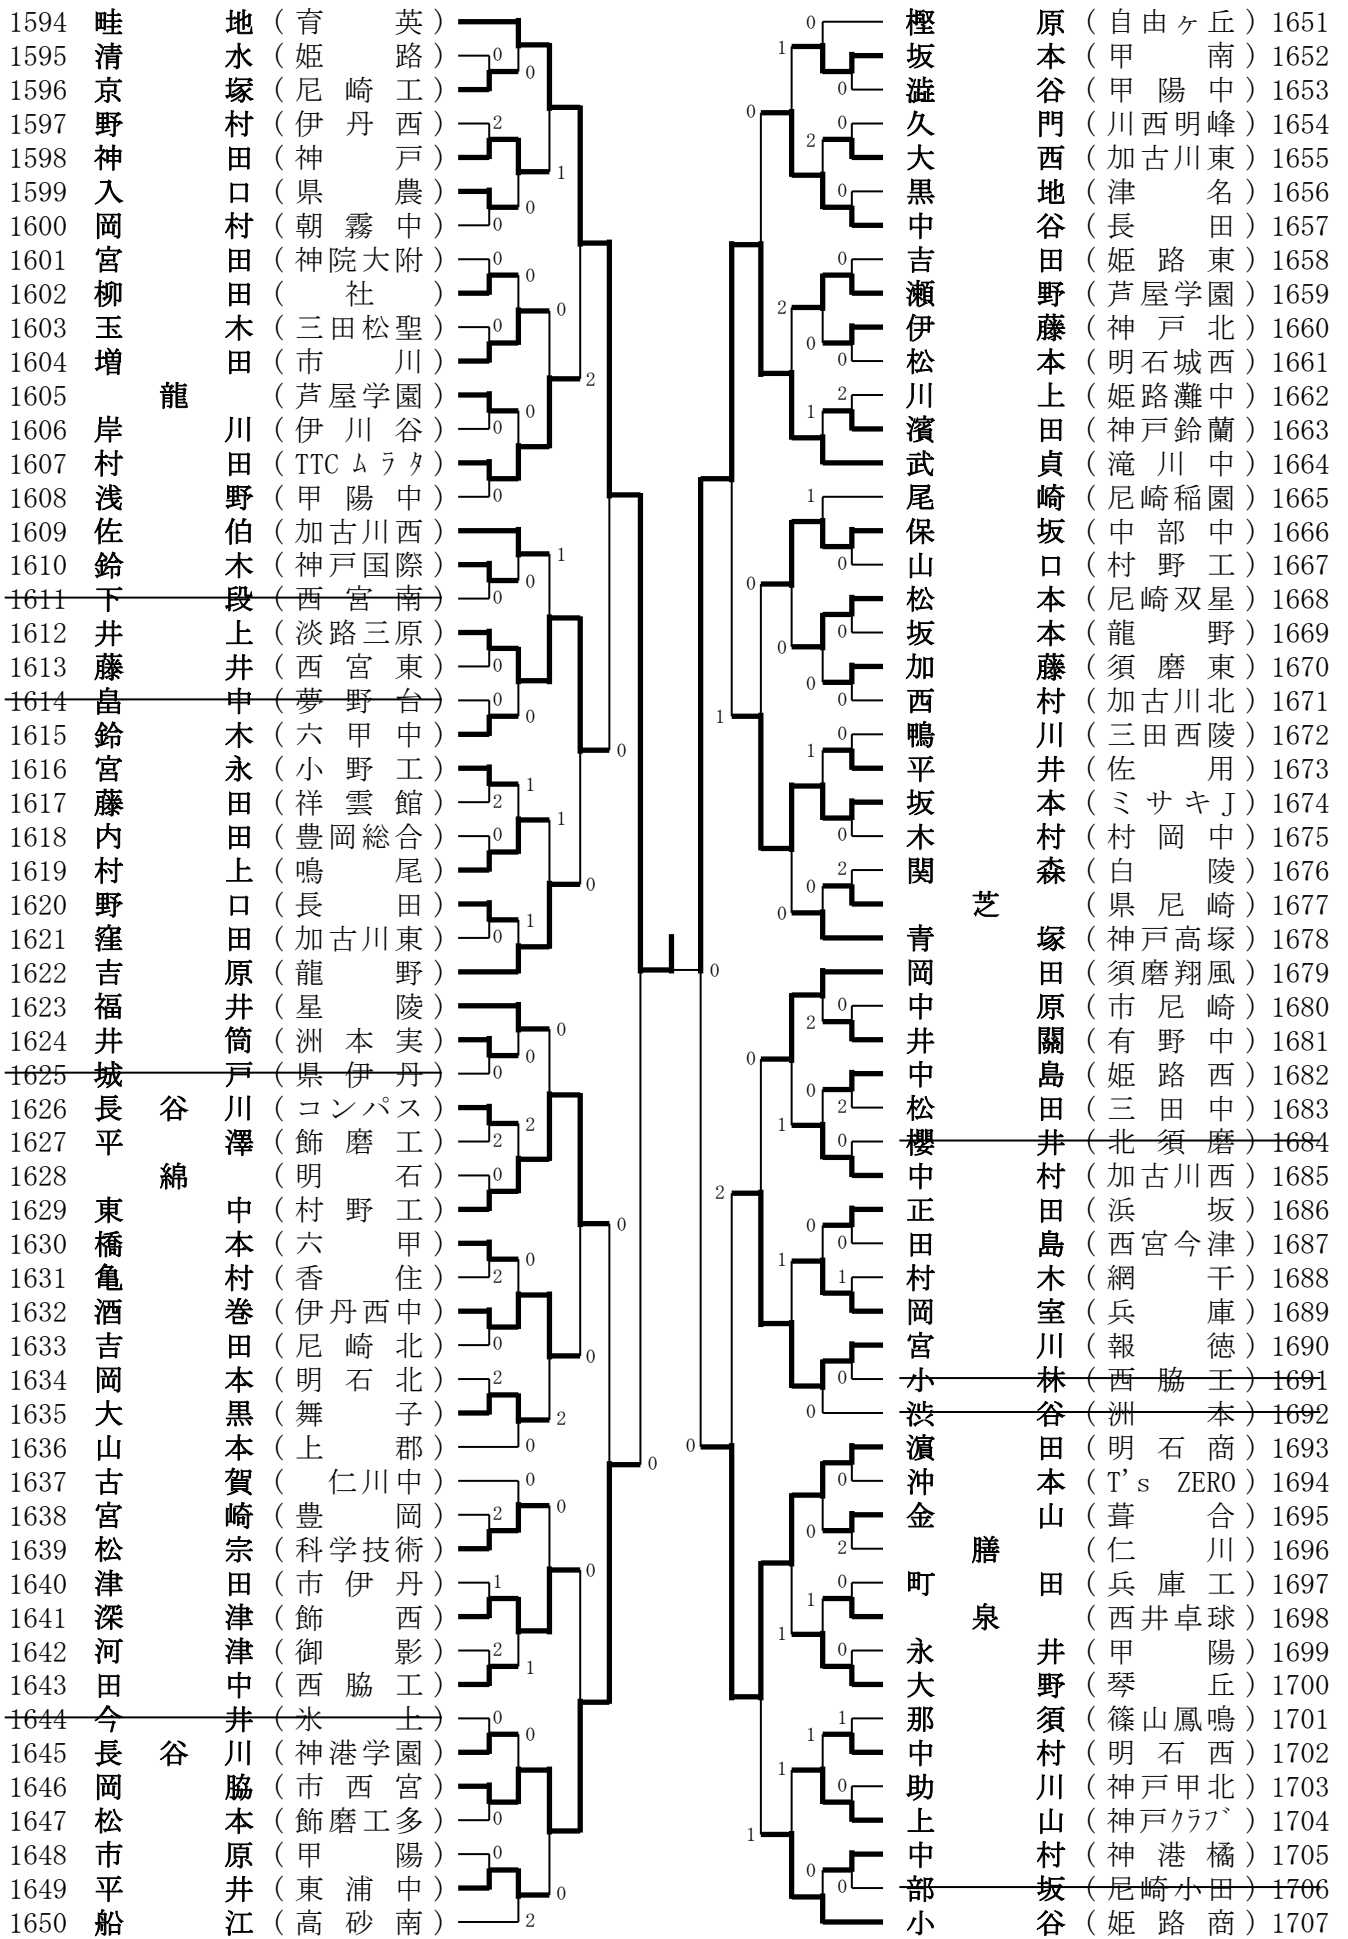 1594 畦地(育英)
1595 清水(姫路)
1596 京塚(尼崎工)
1597 野村(伊丹西)
1598 神田(神戸)
1599 入口(県農)
1600 岡村(朝霧中)
1601 宮田(神院大附)
1602 柳田(社)
1603 玉木(三田松聖)
1604 増田(市川)
1605 龍(芦屋学園)
1606 岸川(伊川谷)
1607 村田(TTCムラタ)
1608 浅野(甲陽中)
1609 佐伯(加古川西)
1610 鈴木(神戸国際)
1611 下段(西宮南)
1612 井上(淡路三原)
1613 藤井(西宮東)
1614 畠中(夢野台)
1615 鈴木(六甲中)
1616 宮永(小野工)
1617 藤田(祥雲館)
1618 内田(豊岡総合)
1619 村上(鳴尾)
1620 野口(長田)
1621 窪田(加古川東)
1622 吉原(龍野)
1623 福井(星陵)
1624 井筒(洲本実)
1625 城戸(県伊丹)
1626 長谷川(コンパス)
1627 平澤(飾磨工)
1628 綿(明石)
1629 東中(村野工)
1630 橋本(六甲)
1631 亀村(香住)
1632 酒巻(伊丹西中)
1633 吉田(尼崎北)
1634 岡本(明石北)
1635 大黒(舞子)
1636 山本(上郡)
1637 古賀(仁川中)
1638 宮崎(豊岡)
1639 松宗(科学技術)
1640 津田(市伊丹)
1641 深津(飾西)
1642 河津(御影)
1643 田中(西脇工)
1644 今井(氷上)
1645 長谷川(神港学園)
1646 岡脇(市西宮)
1647 松本(飾磨工多)
1648 市原(甲陽)
1649 平井(東浦中)
1650 船江(高砂南)
樫原(自由ヶ丘)1651
坂本(甲南)1652
澁谷(甲陽中)1653
久門(川西明峰)1654
大西(加古川東)1655
黒地(津名)1656
中谷(長田)1657
吉田(姫路東)1658
瀬野(芦屋学園)1659
伊藤(神戸北)1660
松本(明石城西)1661
川上(姫路灘中)1662
濱田(神戸鈴蘭)1663
武貞(滝川中)1664
尾崎(尼崎稲園)1665
保坂(中部中)1666
山口(村野工)1667
松本(尼崎双星)1668
坂本(龍野)1669
加藤(須磨東)1670
西村(加古川北)1671
鴨川(三田西陵)1672
平井(佐用)1673
坂本(ミサキJ)1674
木村(村岡中)1675
関森(白陵)1676
芝(県尼崎)1677
青塚(神戸高塚)1678
岡田(須磨翔風)1679
中原(市尼崎)1680
井關(有野中)1681
中島(姫路西)1682
松田(三田中)1683
櫻井(北須磨)1684
中村(加古川西)1685
正田(浜坂)1686
田島(西宮今津)1687
村木(網干)1688
岡室(兵庫)1689
宮川(報徳)1690
小林(西脇工)1691
渋谷(洲本)1692
濵田(明石商)1693
沖本(T's ZERO)1694
金山(葺合)1695
膳(仁川)1696
町田(兵庫工)1697
泉(西井卓球)1698
永井(甲陽)1699
大野(琴丘)1700
那須(篠山鳳鳴)1701
中村(明石西)1702
助川(神戸甲北)1703
上山(神戸クラブ)1704
中村(神港橘)1705
部坂(尼崎小田)1706
小谷(姫路商)1707